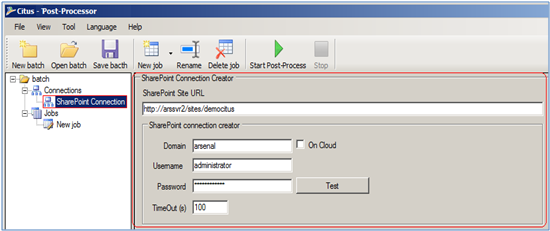 Citus - 'Post-Processor
File View Tool Language Help
New batch Open batch Save bacth New job Rename Delete job Start Post-Process Stop
batch
Connections
SharePoint Connection
Jobs
New job
SharePoint Connection Creator
SharePoint Site URL
http://arssvr2/sites/democitus
SharePoint connection creator
Domain arsenal On Cloud
Username administrator
Password ************ Test
TimeOut (s) 100